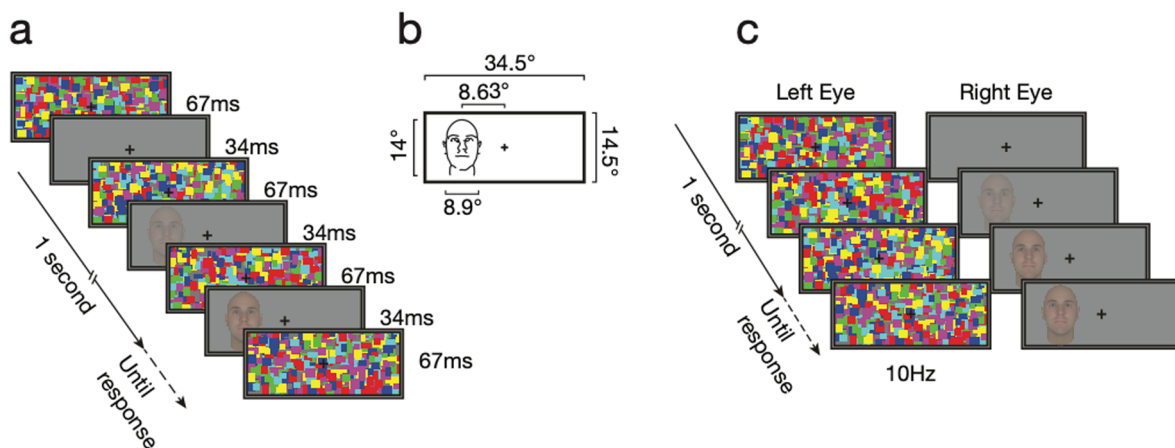 a
67ms
34ms
67ms
34ms
67ms
34ms
67ms
1 second
Until
response
b
34.5°
8.63°
14°
14.5°
8.9°
c
Left Eye
Right Eye
1 second
Until
response
10Hz